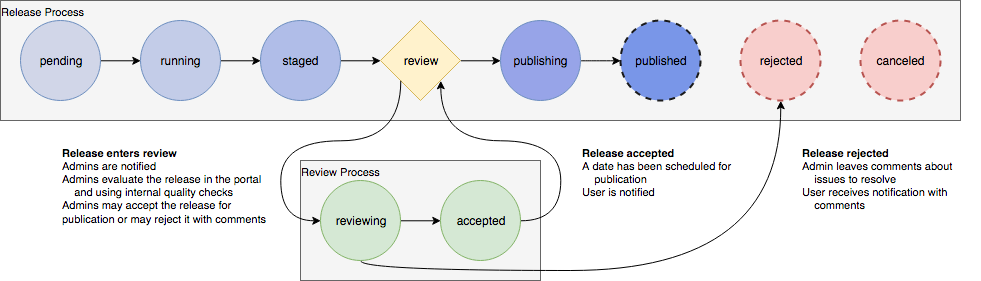 Release Process
pending
running
staged
review
publishing
published
rejected
canceled
Release enters review
Admins are notified
Admins evaluate the release in the portal
and using internal quality checks
Admins may accept the release for
publication or may reject it with comments
Review Process
reviewing
accepted
Release accepted
A date has been scheduled for
publication
User is notified
Release rejected
Admin leaves comments about
issues to resolve
User receives notification with
comments